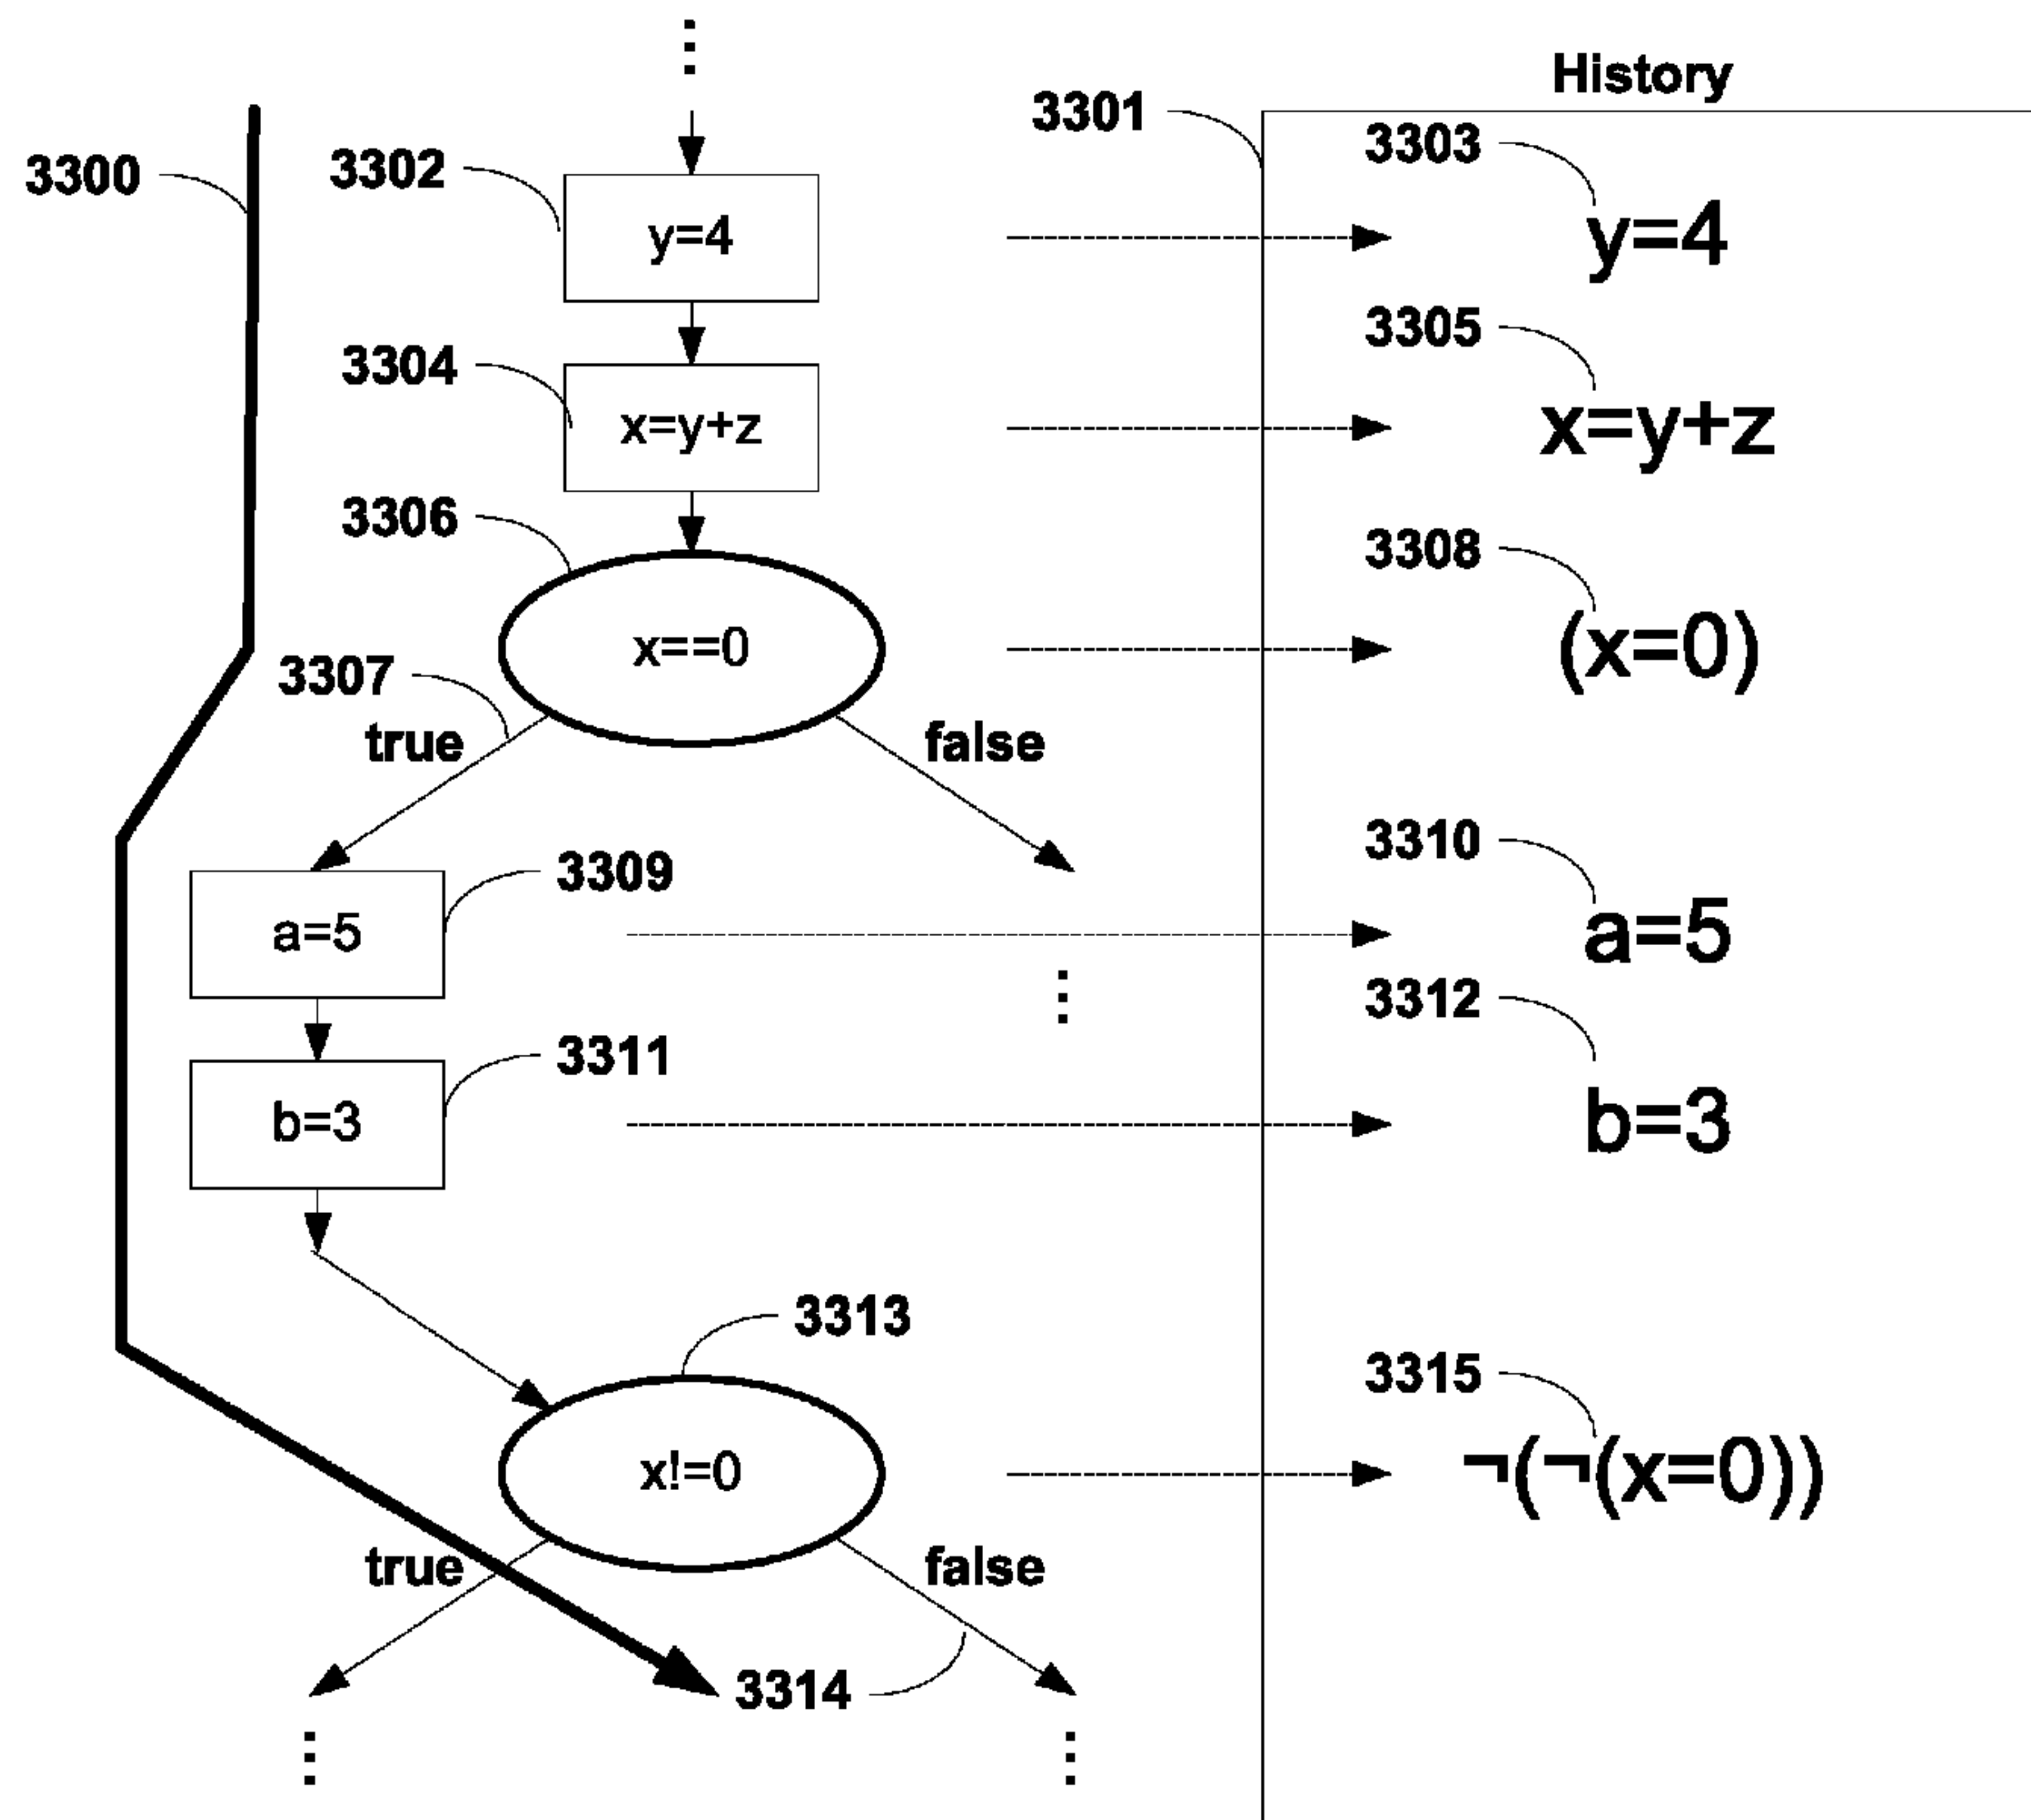 History
3301
3303
3300
3302
y=4
y=4
3305
3304
x=y+z
x=y+z
3306
3308
x==0
(x=0)
3307
true
false
3310
3309
a=5
a=5
3312
3311
b=3
b=3
3313
3315
x!=0
¬(¬(x=0))
true
false
3314